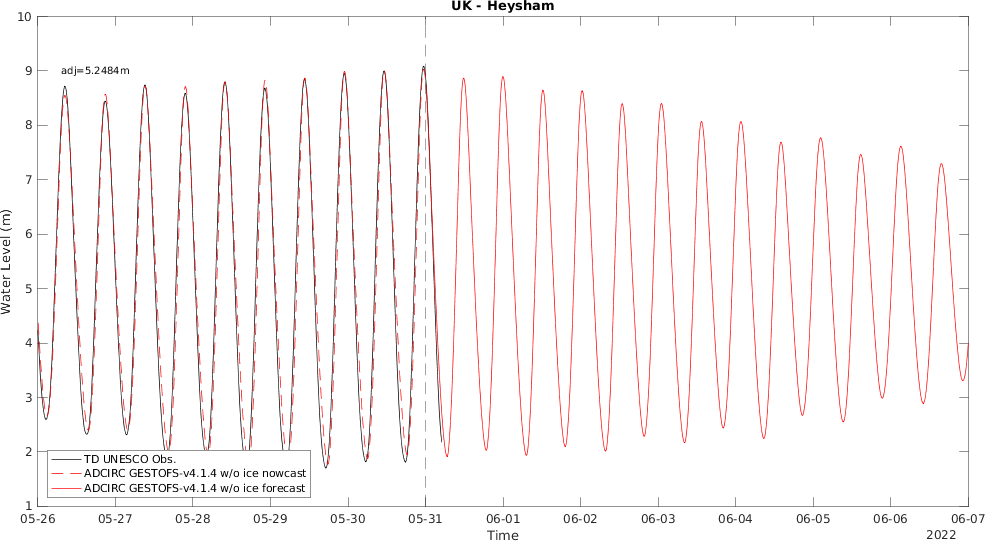 UK - Heysham
10
9
8
7
6
5
4
3
2
1
Water Level (m)
adj=5.2484m
TD UNESCO Obs.
ADCIRC GESTOFS-v4.1.4 w/o ice nowcast
ADCIRC GESTOFS-v4.1.4 w/o ice forecast
05-26 05-27 05-28 05-29 05-30 05-31 06-01 06-02 06-03 06-04 06-05 06-06 06-07
Time
2022